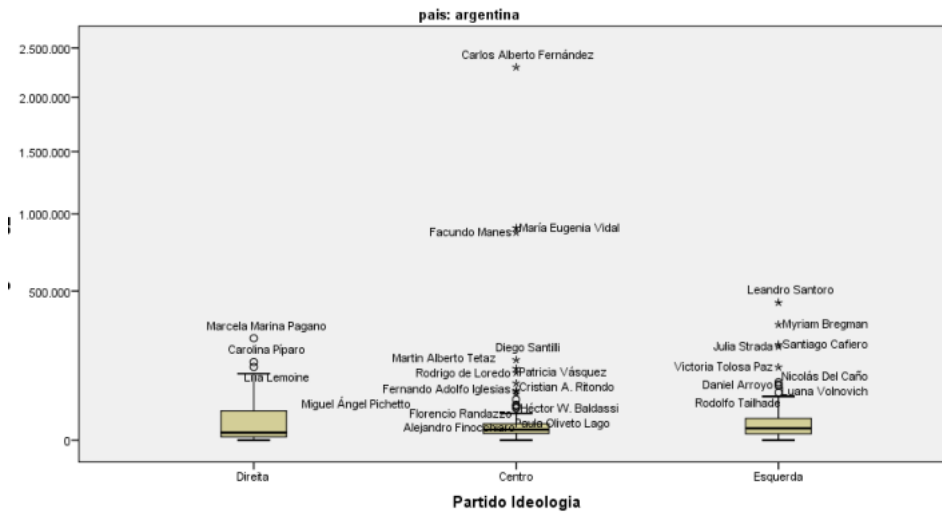 pais: argentina
2.500.000
2.000.000
1.500.000
1.000.000
500.000
0
Carlos Alberto Fernández
María Eugenia Vidal
Facundo Manes
Leandro Santoro
Marcela Marina Pagano
Myriam Bregman
Carolina Píparo
Diego Santilli
Julia Strada
Santiago Cafiero
Martin Alberto Tetaz
Lilia Lemoine
Rodrigo de Loredo
Patricia Vásquez
Victoria Tolosa Paz
Nicolás Del Caño
Fernando Adolfo Iglesias
Cristian A. Ritondo
Daniel Arroyo
Luana Volnovich
Miguel Ángel Pichetto
Héctor W. Baldassi
Rodolfo Tailhade
Florencio Randazzo
Alejandro Finocchiaro
Paula Oliveto Lago
Direita
Centro
Esquerda
Partido Ideologia